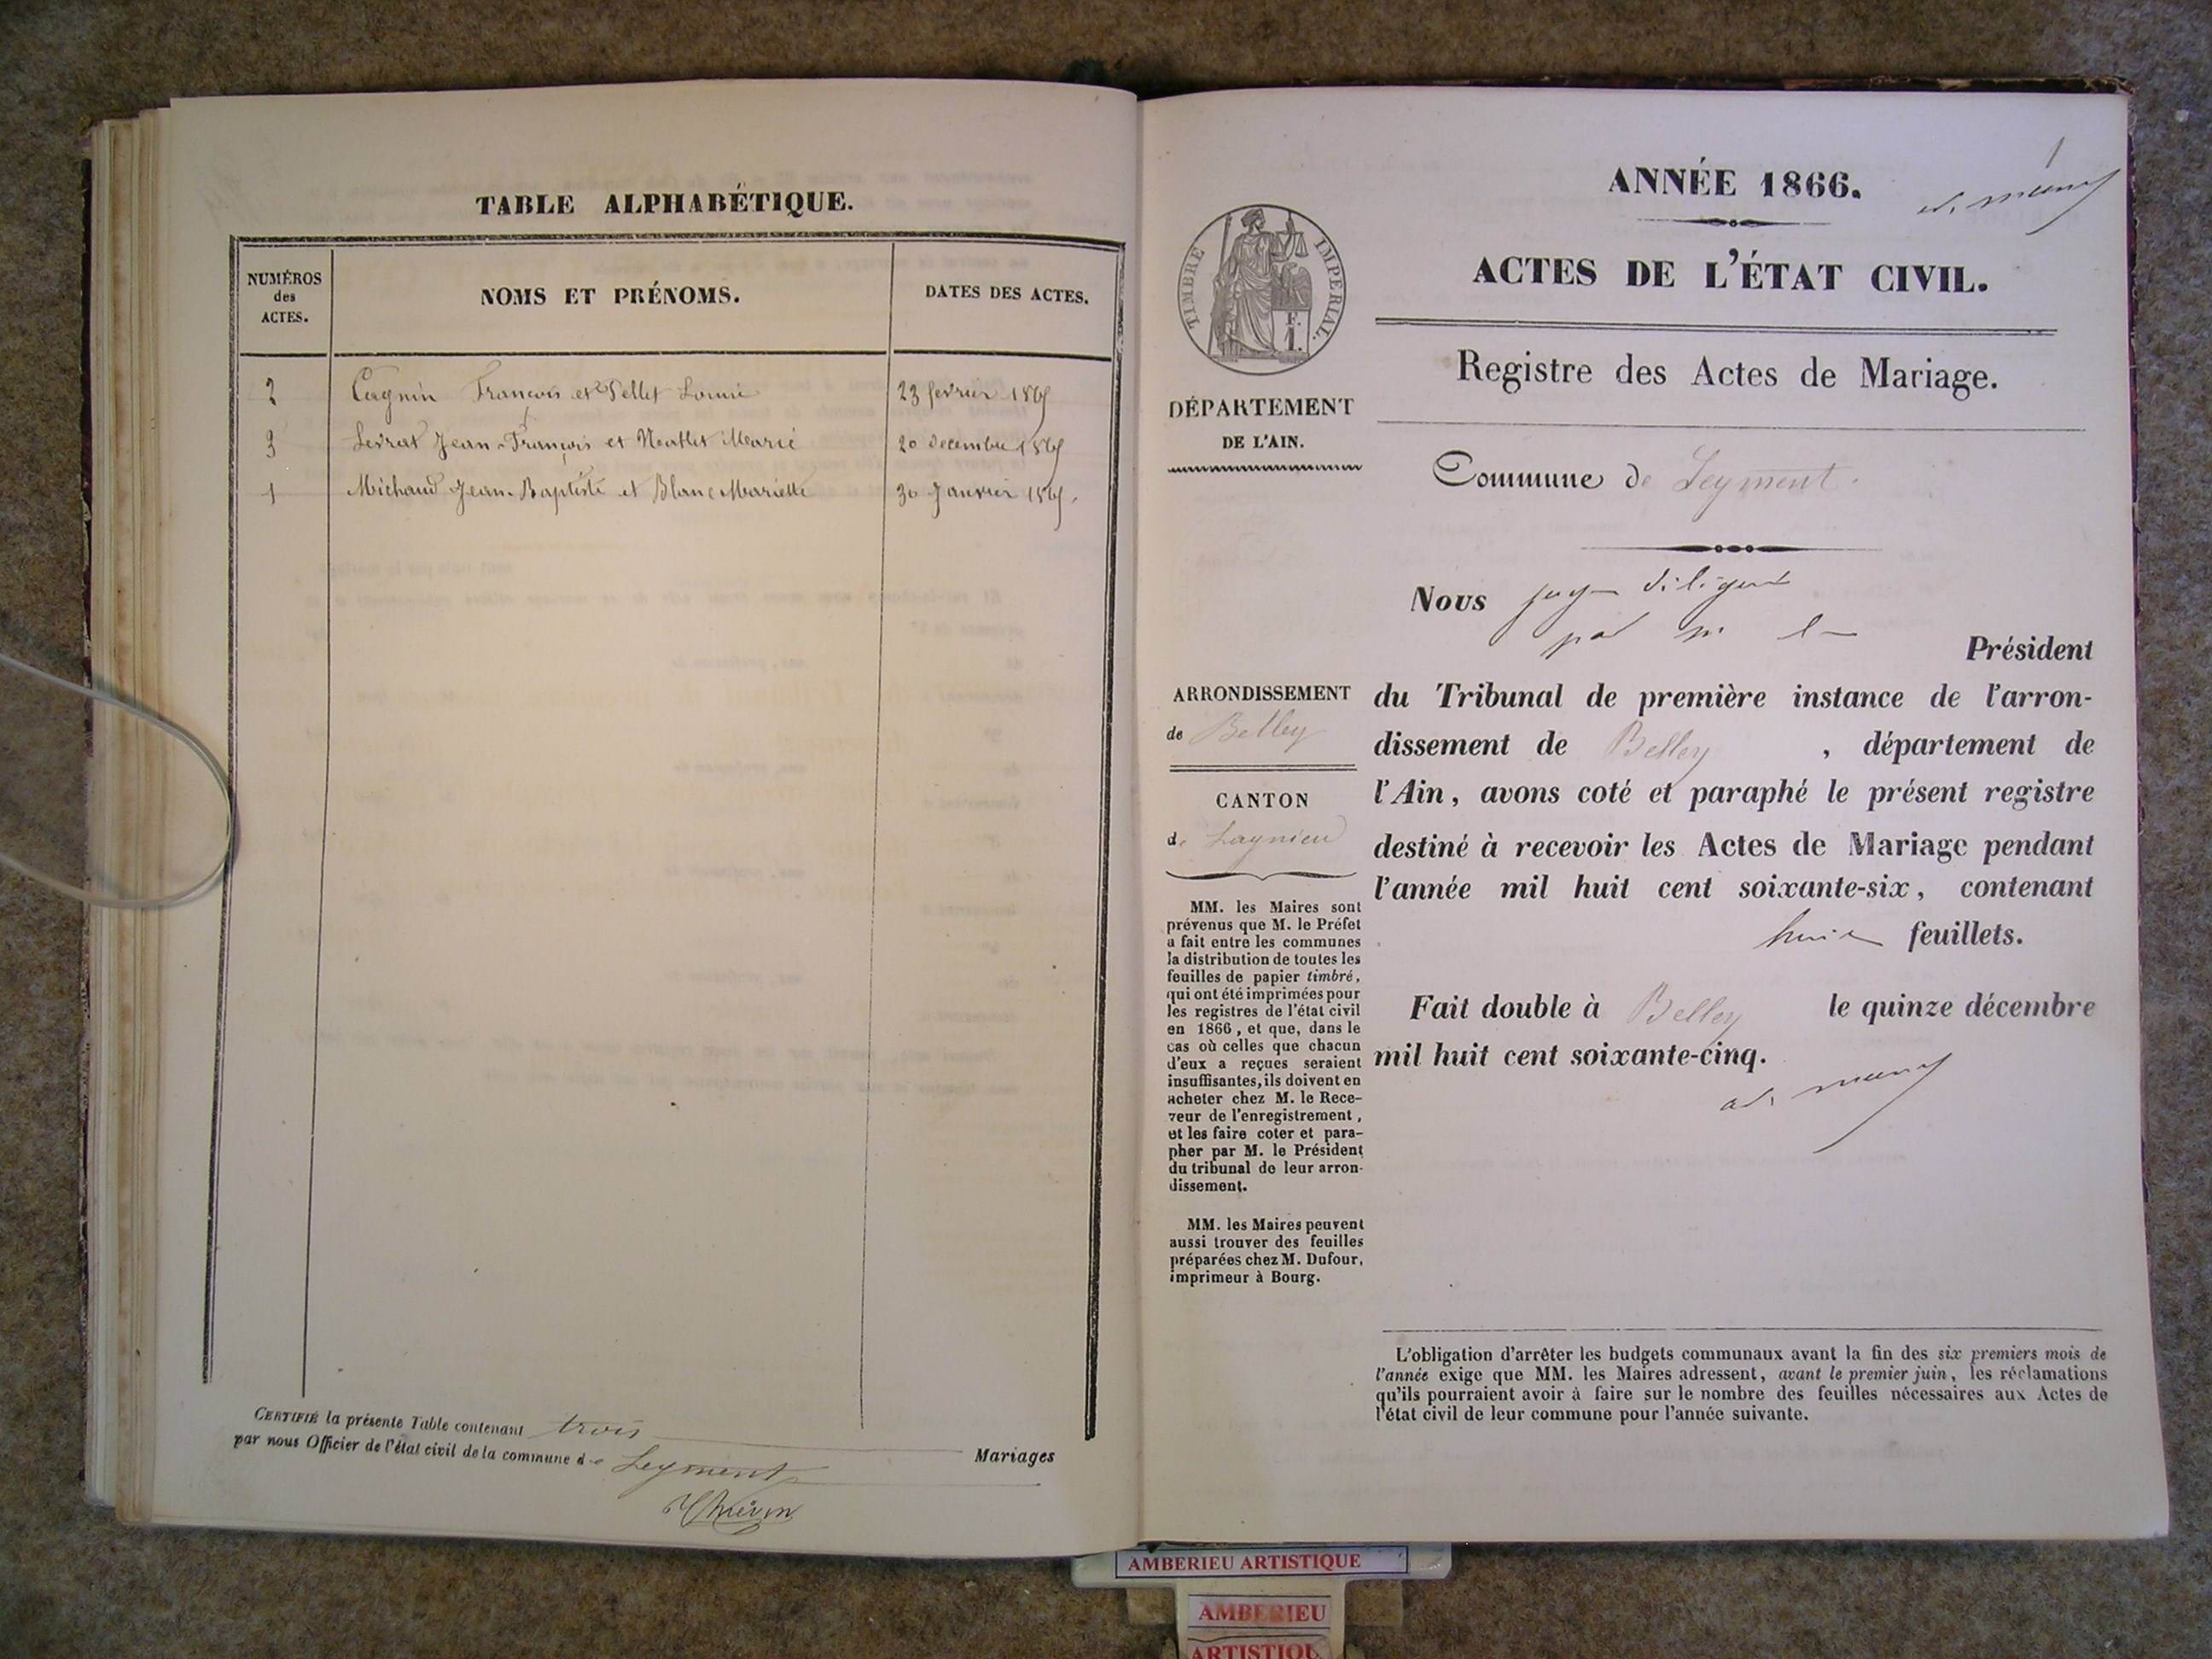 TABLE ALPHABÉTIQUE.
NUMÉROS
des
ACTES.
NOMS ET PRÉNOMS.
DATES DES ACTES.
2 François et Pellet Louise 23 fevrier 1865
3 Levrat Jean-François et Marie 20 decembre 1865
1 Michaud Jean-Baptiste et Blanc Mariette 30 Janvier 1865.
CERTIFIÉ la présente Table contenant trois
Mariages
par nous Officier de l'état civil de la commune de Leyment
1
ANNÉE 1866.
ACTES DE L'ÉTAT CIVIL.
Registre des Actes de Mariage.
TIMBRE IMPERIAL.
F.
1.
DÉPARTEMENT
DE L'AIN.
Commune de Leyment.
Nous juge
par m le
Président
du Tribunal de première instance de l'arron-
dissement de Belley, département de
l'Ain, avons coté et paraphé le présent registre
destiné à recevoir les Actes de Mariage pendant
l'année mil huit cent soixante-six, contenant
huit feuillets.
Fait double à Belley le quinze décembre
mil huit cent soixante-cinq.
ARRONDISSEMENT
de Belley
CANTON
de Lagnieu
MM. les Maires sont
prévenus que M. le Préfet
a fait entre les communes
la distribution de toutes les
feuilles de papier timbré,
qui ont été imprimées pour
les registres de l'état civil
en 1866, et que, dans le
cas où celles que chacun
d'eux a reçues seraient
insuffisantes, ils doivent en
acheter chez M. le Rece-
veur de l'enregistrement,
et les faire coter et para-
pher par M. le Président
du tribunal de leur arron-
dissement.
MM. les Maires peuvent
aussi trouver des feuilles
préparées chez M. Dufour,
imprimeur à Bourg.
L'obligation d'arrêter les budgets communaux avant la fin des six premiers mois de
l'année exige que MM. les Maires adressent, avant le premier juin, les réclamations
qu'ils pourraient avoir à faire sur le nombre des feuilles nécessaires aux Actes de
l'état civil de leur commune pour l'année suivante.
AMBERIEU ARTISTIQUE
AMBERIEU
ARTISTIQU